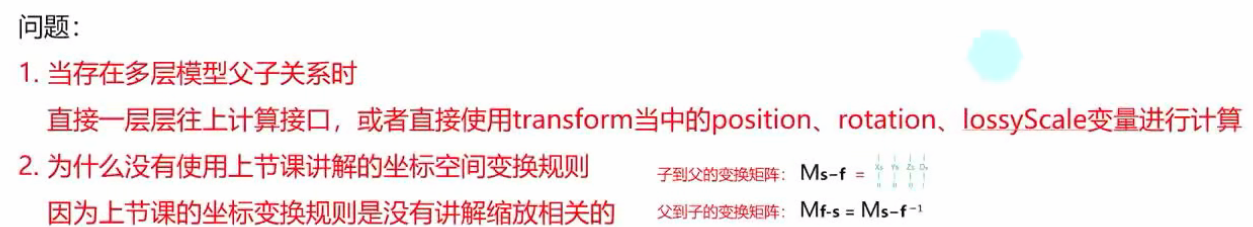 问题：
1. 当存在多层模型父子关系时
直接一层层往上计算接口，或者直接使用transform当中的position、rotation、lossyScale变量进行计算
2. 为什么没有使用上节课讲解的坐标空间变换规则
因为上节课的坐标变换规则是没有讲解缩放相关的
子到父的变换矩阵： Ms-f =
父到子的变换矩阵： Mf-s = Ms-f⁻¹